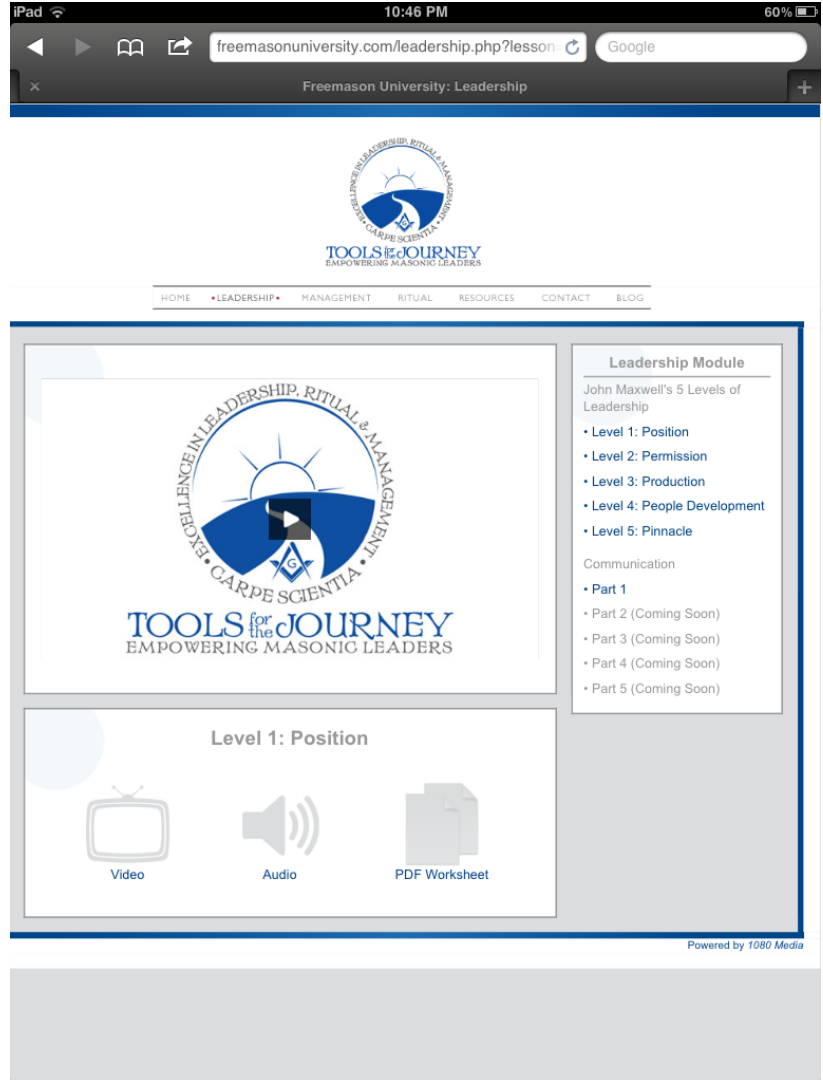 iPad 10:46 PM 60%
freemasonuniversity.com/leadership.php?lesson= Google
Freemason University: Leadership
EXCELLENCE IN LEADERSHIP, RITUAL & MANAGEMENT
• CARPE SCIENTIA •
G
TOOLS for the JOURNEY
EMPOWERING MASONIC LEADERS
HOME •LEADERSHIP• MANAGEMENT RITUAL RESOURCES CONTACT BLOG
EXCELLENCE IN LEADERSHIP, RITUAL & MANAGEMENT
• CARPE SCIENTIA •
G
TOOLS for the JOURNEY
EMPOWERING MASONIC LEADERS
Leadership Module
John Maxwell's 5 Levels of
Leadership
• Level 1: Position
• Level 2: Permission
• Level 3: Production
• Level 4: People Development
• Level 5: Pinnacle
Communication
• Part 1
• Part 2 (Coming Soon)
• Part 3 (Coming Soon)
• Part 4 (Coming Soon)
• Part 5 (Coming Soon)
Level 1: Position
Video Audio PDF Worksheet
Powered by 1080 Media